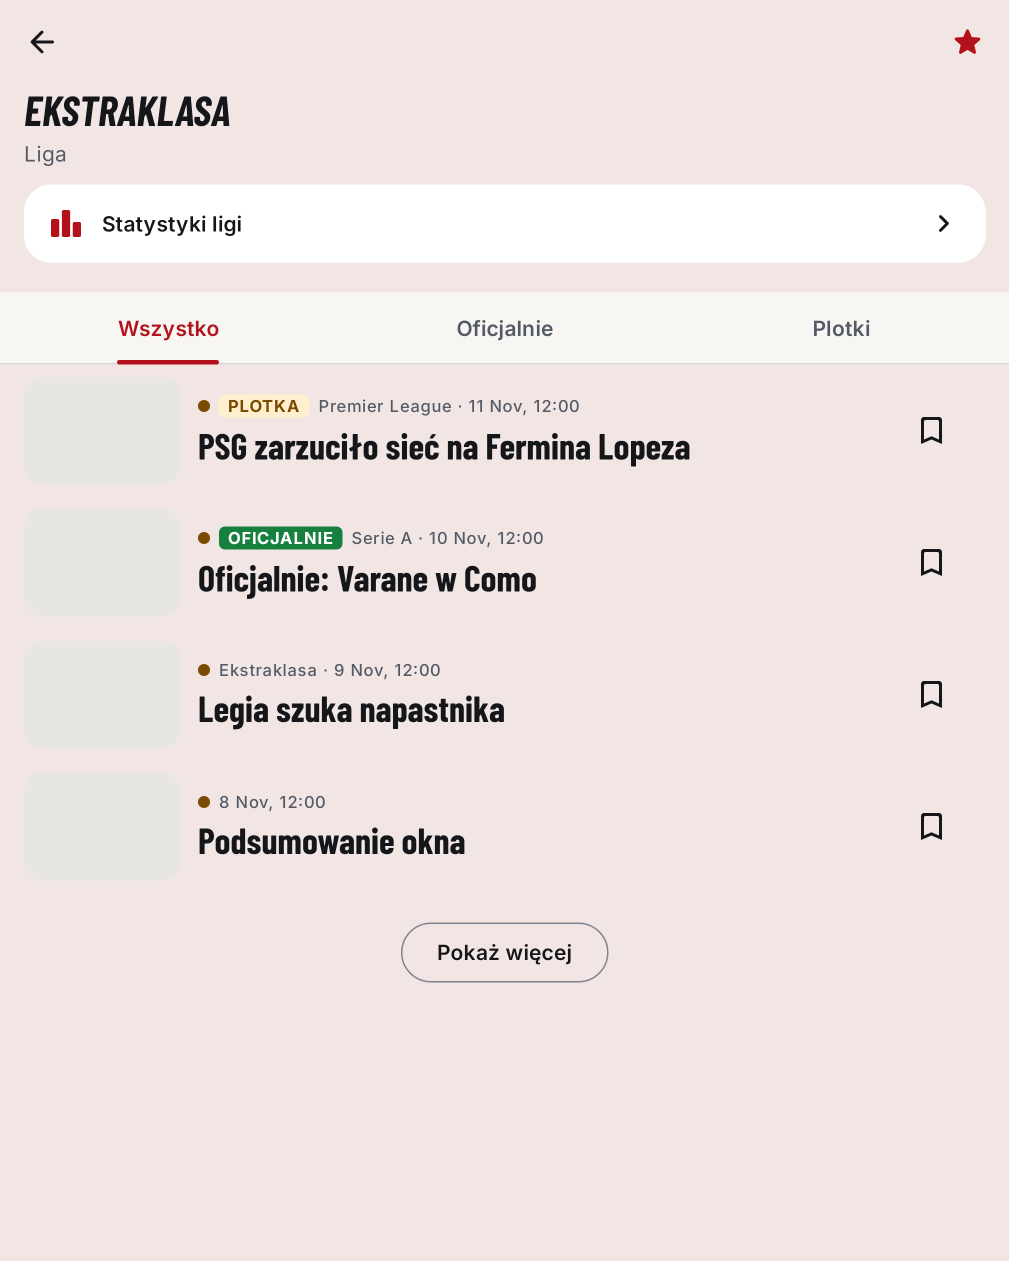 EKSTRAKLASA
Liga
Statystyki ligi
Wszystko Oficjalnie Plotki
PLOTKA Premier League · 11 Nov, 12:00
PSG zarzuciło sieć na Fermina Lopeza
OFICJALNIE Serie A · 10 Nov, 12:00
Oficjalnie: Varane w Como
Ekstraklasa · 9 Nov, 12:00
Legia szuka napastnika
8 Nov, 12:00
Podsumowanie okna
Pokaż więcej